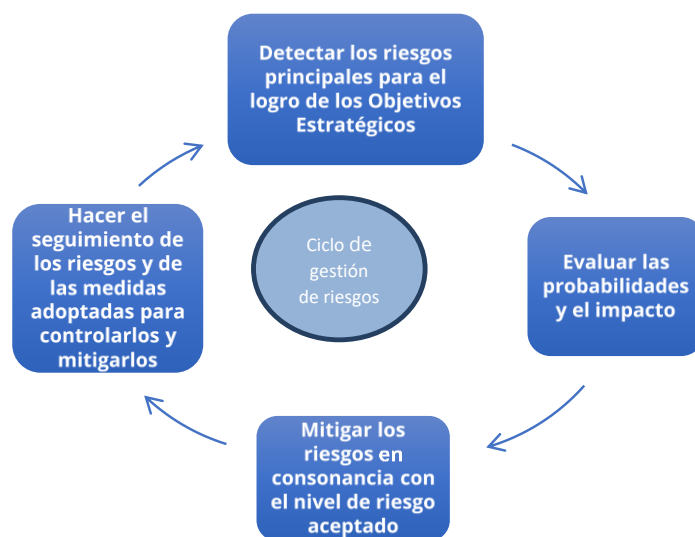 Detectar los riesgos
principales para el
logro de los Objetivos
Estratégicos
Hacer el
seguimiento de
los riesgos y de
las medidas
adoptadas para
controlarlos y
mitigarlos
Ciclo de
gestión
de riesgos
Evaluar las
probabilidades
y el impacto
Mitigar los
riesgos en
consonancia con
el nivel de riesgo
aceptado